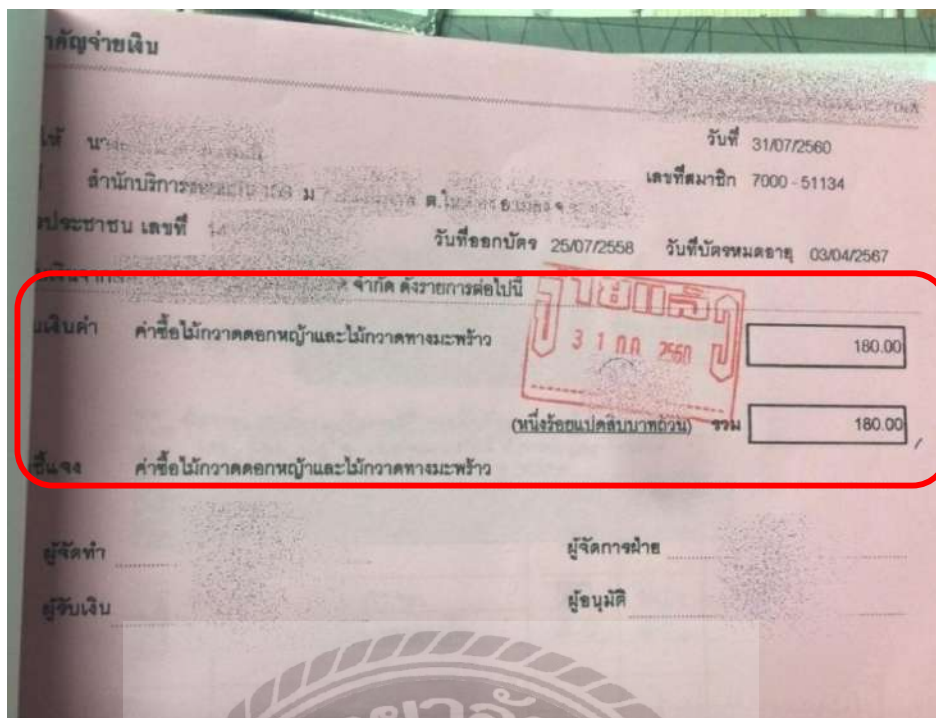 สำคัญจ่ายเงิน
วันที่ 31/07/2560
ให้ นาง
เลขที่สมาชิก 7000 - 51134
สำนักบริการ ม ต.ใน จ
ประชาชน เลขที่ วันที่ออกบัตร 25/07/2558 วันที่บัตรหมดอายุ 03/04/2567
จำกัด ดังรายการต่อไปนี้
จ่ายแล้ว
เงินค่า ค่าซื้อไม้กวาดดอกหญ้าและไม้กวาดทางมะพร้าว 180.00
31 ก.ค. 2560
(หนึ่งร้อยแปดสิบบาทถ้วน) รวม 180.00
ชี้แจง ค่าซื้อไม้กวาดดอกหญ้าและไม้กวาดทางมะพร้าว
ผู้จัดทำ ผู้จัดการฝ่าย
ผู้รับเงิน ผู้อนุมัติ